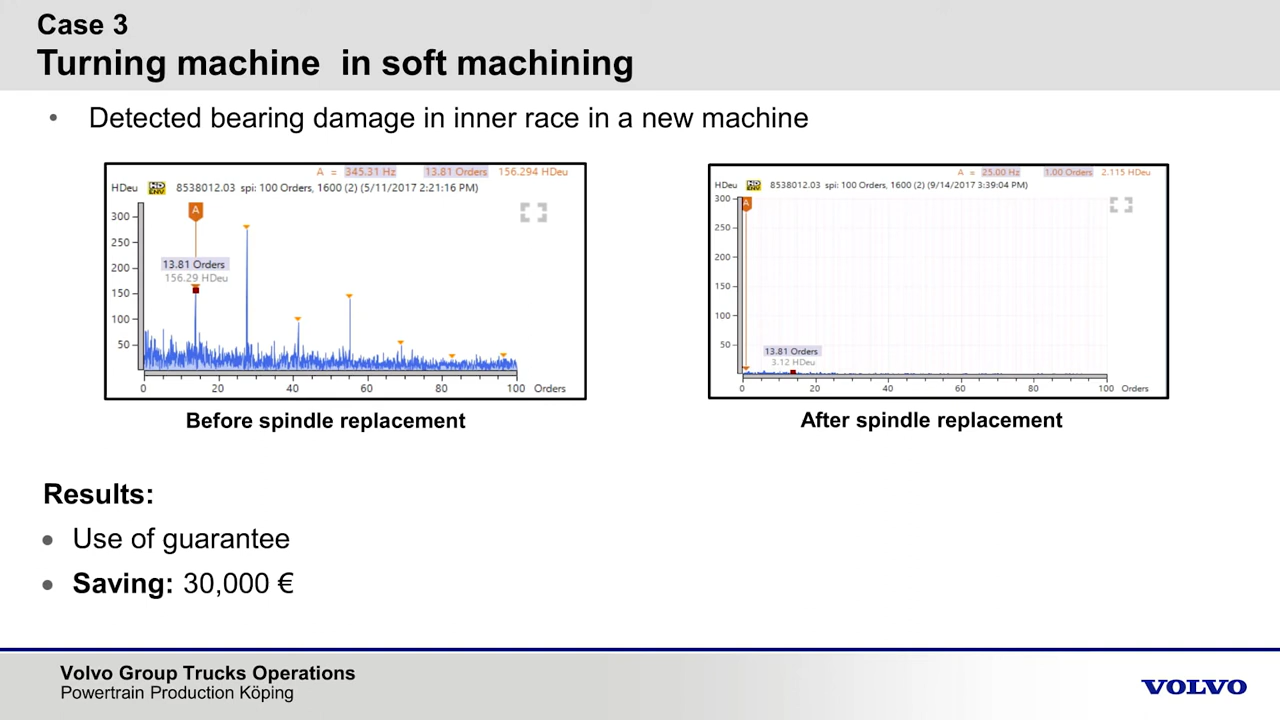 Case 3
Turning machine  in soft machining
• Detected bearing damage in inner race in a new machine
A = 345.31 Hz 13.81 Orders 156.294 HDeu
HDeu HD ENV 8538012.03 spi: 100 Orders, 1600 (2) (5/11/2017 2:21:16 PM)
300
250
200
150
100
50
A
13.81 Orders
156.29 HDeu
0 20 40 60 80 100 Orders
Before spindle replacement
A = 25.00 Hz 1.00 Orders 2.115 HDeu
HDeu HD ENV 8538012.03 spi: 100 Orders, 1600 (2) (9/14/2017 3:39:04 PM)
300
250
200
150
100
50
A
13.81 Orders
3.12 HDeu
0 20 40 60 80 100 Orders
After spindle replacement
Results:
• Use of guarantee
• Saving: 30,000 €
Volvo Group Trucks Operations
Powertrain Production Köping
VOLVO